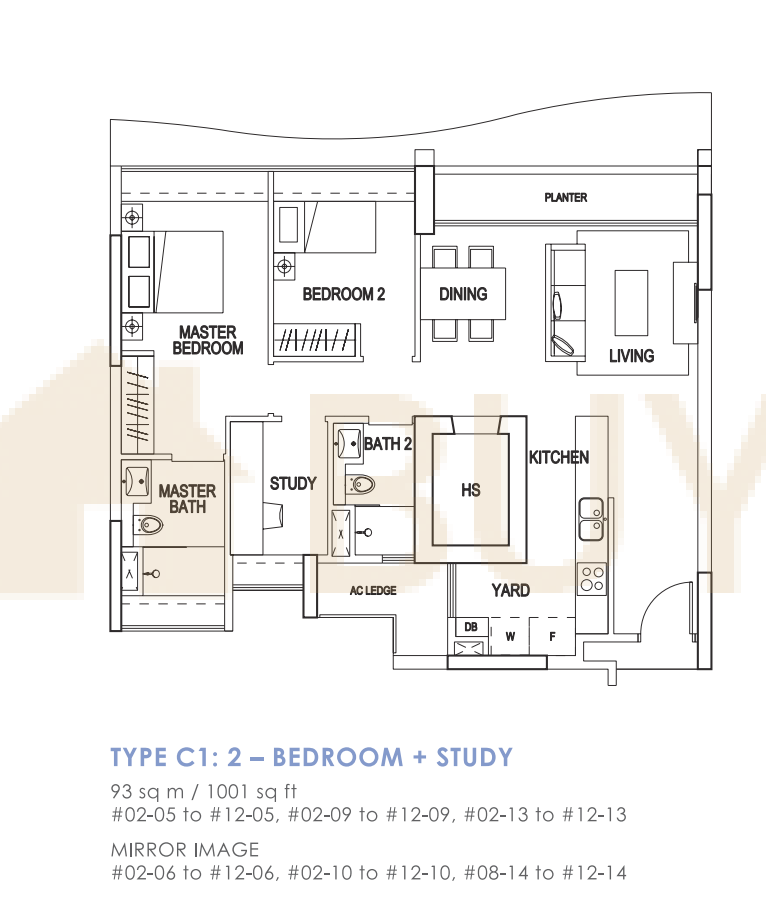 PLANTER
BEDROOM 2
DINING
MASTER
BEDROOM
LIVING
BATH 2
KITCHEN
STUDY
HS
MASTER
BATH
AC LEDGE
YARD
DB
W
F
BUY
TYPE C1: 2 – BEDROOM + STUDY
93 sq m / 1001 sq ft
#02-05 to #12-05, #02-09 to #12-09, #02-13 to #12-13
MIRROR IMAGE
#02-06 to #12-06, #02-10 to #12-10, #08-14 to #12-14